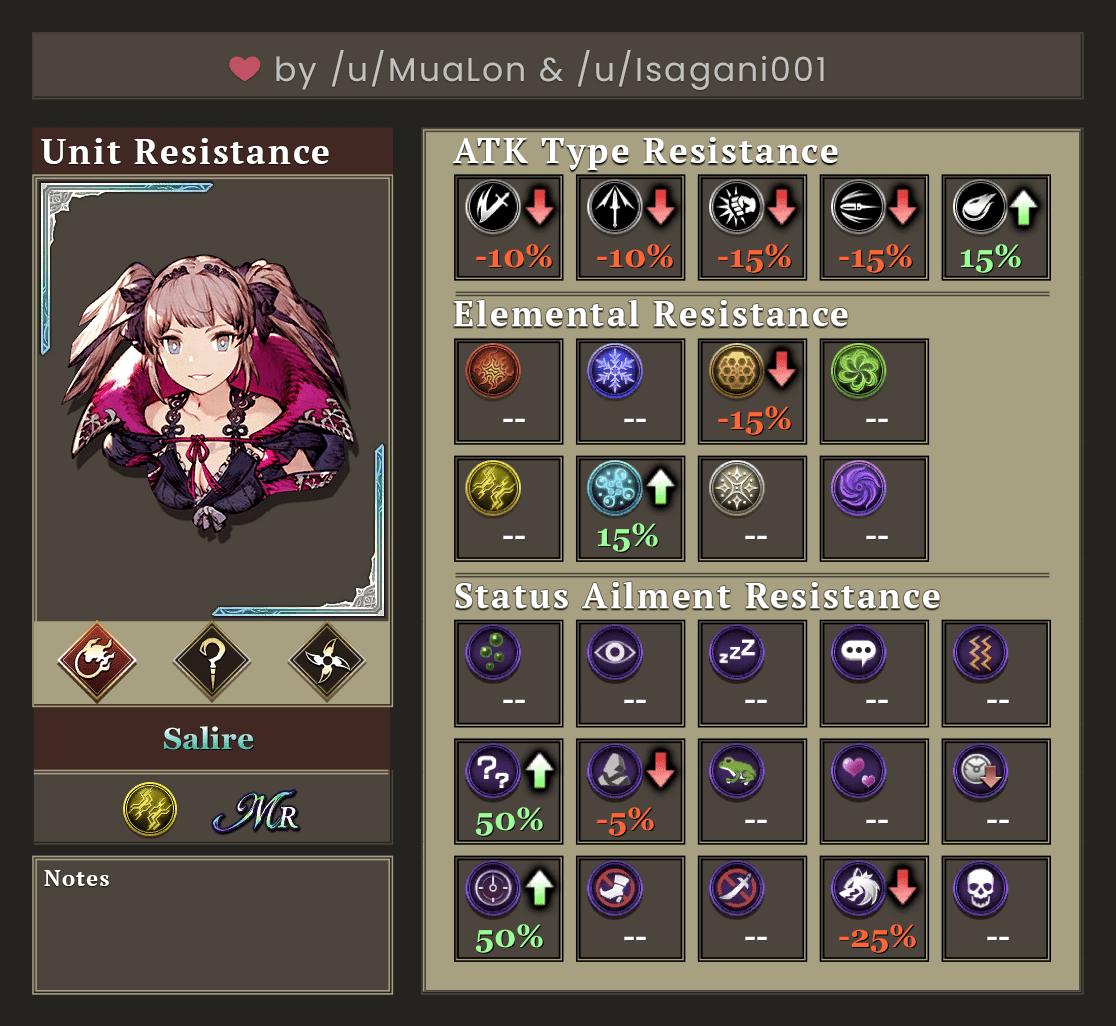 by /u/MuaLon & /u/Isagani001
Unit Resistance
Salire
MR
Notes
ATK Type Resistance
-10% -10% -15% -15% 15%
Elemental Resistance
-- -- -15% --
-- 15% -- --
Status Ailment Resistance
zzZ
-- -- -- -- --
??
50% -5% -- -- --
50% -- -- -25% --